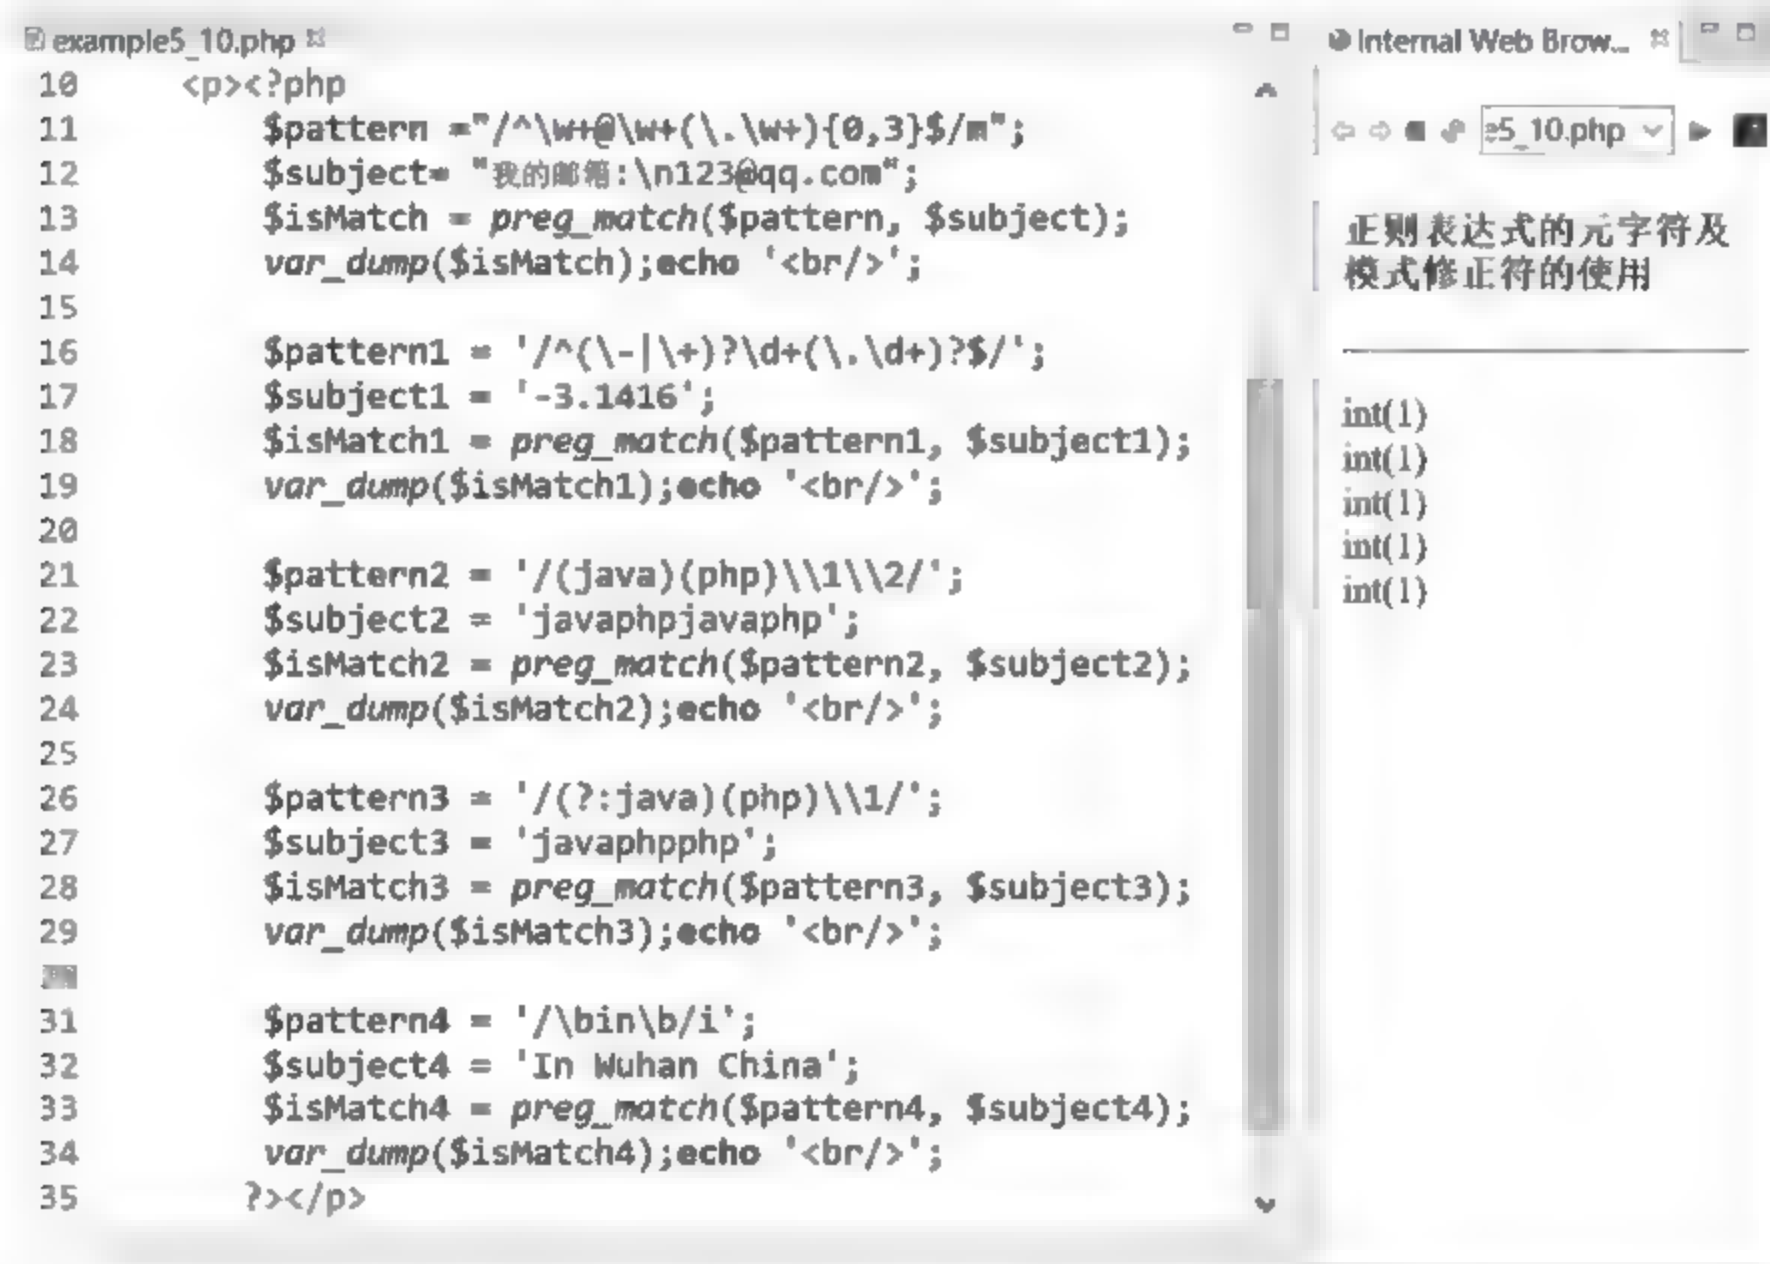 example5_10.php
10 <p><?php
11 $pattern ="/^\w+@\w+(\.\w+){0,3}$/m";
12 $subject= "我的邮箱:\n123@qq.com";
13 $isMatch = preg_match($pattern, $subject);
14 var_dump($isMatch);echo '<br/>';
15
16 $pattern1 = '/^(\-|\+)?\d+(\.\d+)?$/';
17 $subject1 = '-3.1416';
18 $isMatch1 = preg_match($pattern1, $subject1);
19 var_dump($isMatch1);echo '<br/>';
20
21 $pattern2 = '/(java)(php)\\1\\2/';
22 $subject2 = 'javaphpjavaphp';
23 $isMatch2 = preg_match($pattern2, $subject2);
24 var_dump($isMatch2);echo '<br/>';
25
26 $pattern3 = '/(?:java)(php)\\1/';
27 $subject3 = 'javaphpphp';
28 $isMatch3 = preg_match($pattern3, $subject3);
29 var_dump($isMatch3);echo '<br/>';
31 $pattern4 = '/\bin\b/i';
32 $subject4 = 'In Wuhan China';
33 $isMatch4 = preg_match($pattern4, $subject4);
34 var_dump($isMatch4);echo '<br/>';
35 ?></p>
Internal Web Brow...
5_10.php
正则表达式的元字符及
模式修正符的使用
int(1)
int(1)
int(1)
int(1)
int(1)